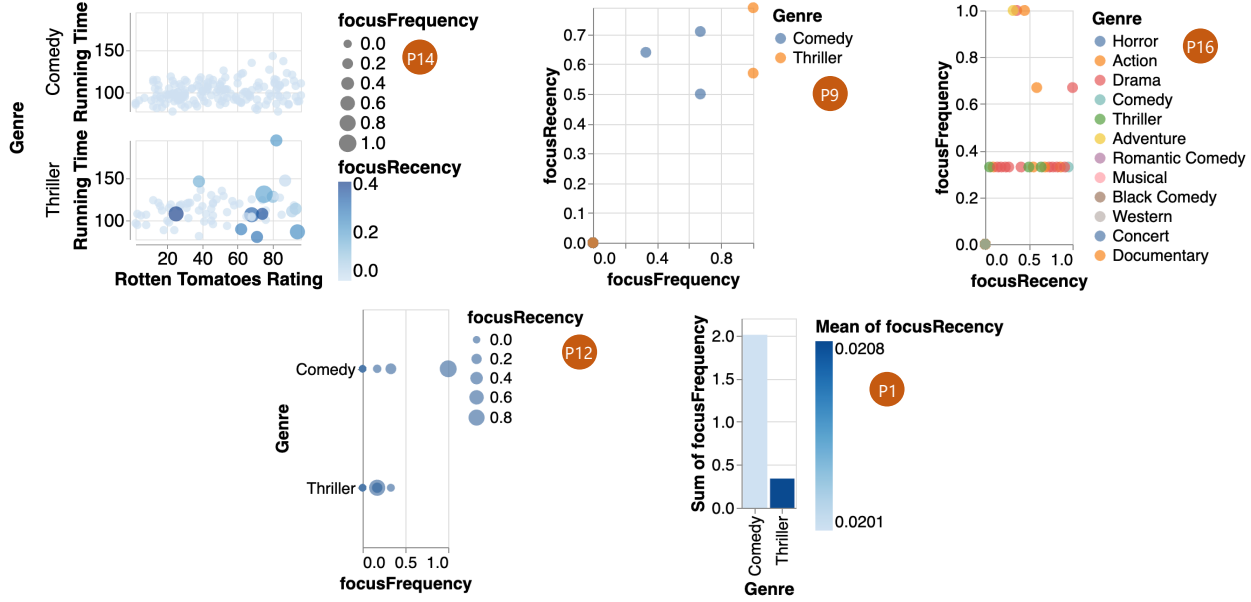 Genre
Comedy
Running Time
150
100
Thriller
Running Time
150
100
20 40 60 80
Rotten Tomatoes Rating
focusFrequency
0.0
0.2
0.4
0.6
0.8
1.0
P14
focusRecency
0.4
0.2
0.0
focusRecency
0.7
0.6
0.5
0.4
0.3
0.2
0.1
0.0
0.0 0.4 0.8
focusFrequency
Genre
Comedy
Thriller
P9
focusFrequency
1.0
0.8
0.6
0.4
0.2
0.0
0.0 0.5 1.0
focusRecency
Genre
Horror
Action
Drama
Comedy
Thriller
Adventure
Romantic Comedy
Musical
Black Comedy
Western
Concert
Documentary
P16
Genre
Comedy
Thriller
0.0 0.5 1.0
focusFrequency
focusRecency
0.0
0.2
0.4
0.6
0.8
P12
Sum of focusFrequency
2.0
1.5
1.0
0.5
0.0
Comedy
Thriller
Genre
Mean of focusRecency
0.0208
0.0201
P1